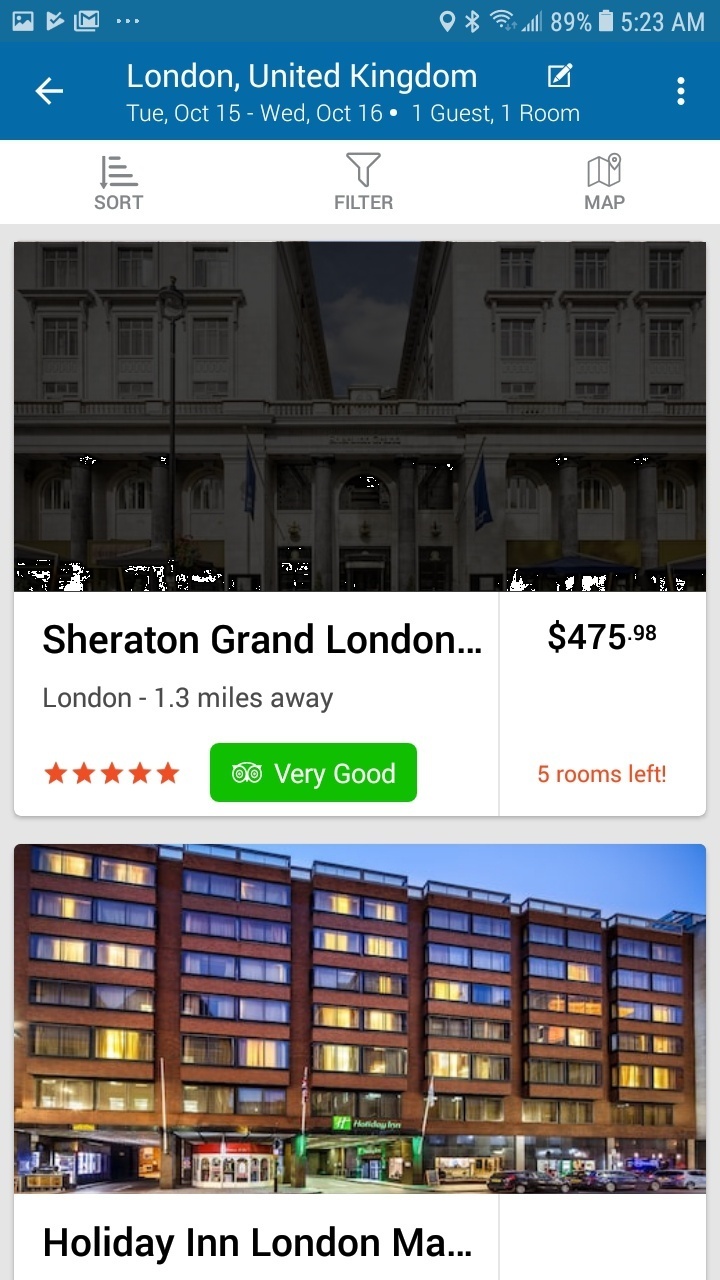 89% 5:23 AM
London, United Kingdom
Tue, Oct 15 - Wed, Oct 16 • 1 Guest, 1 Room
SORT
FILTER
MAP
Sheraton Grand
Sheraton Grand London...
$475.98
London - 1.3 miles away
Very Good
5 rooms left!
Holiday Inn
Holiday Inn London Ma...